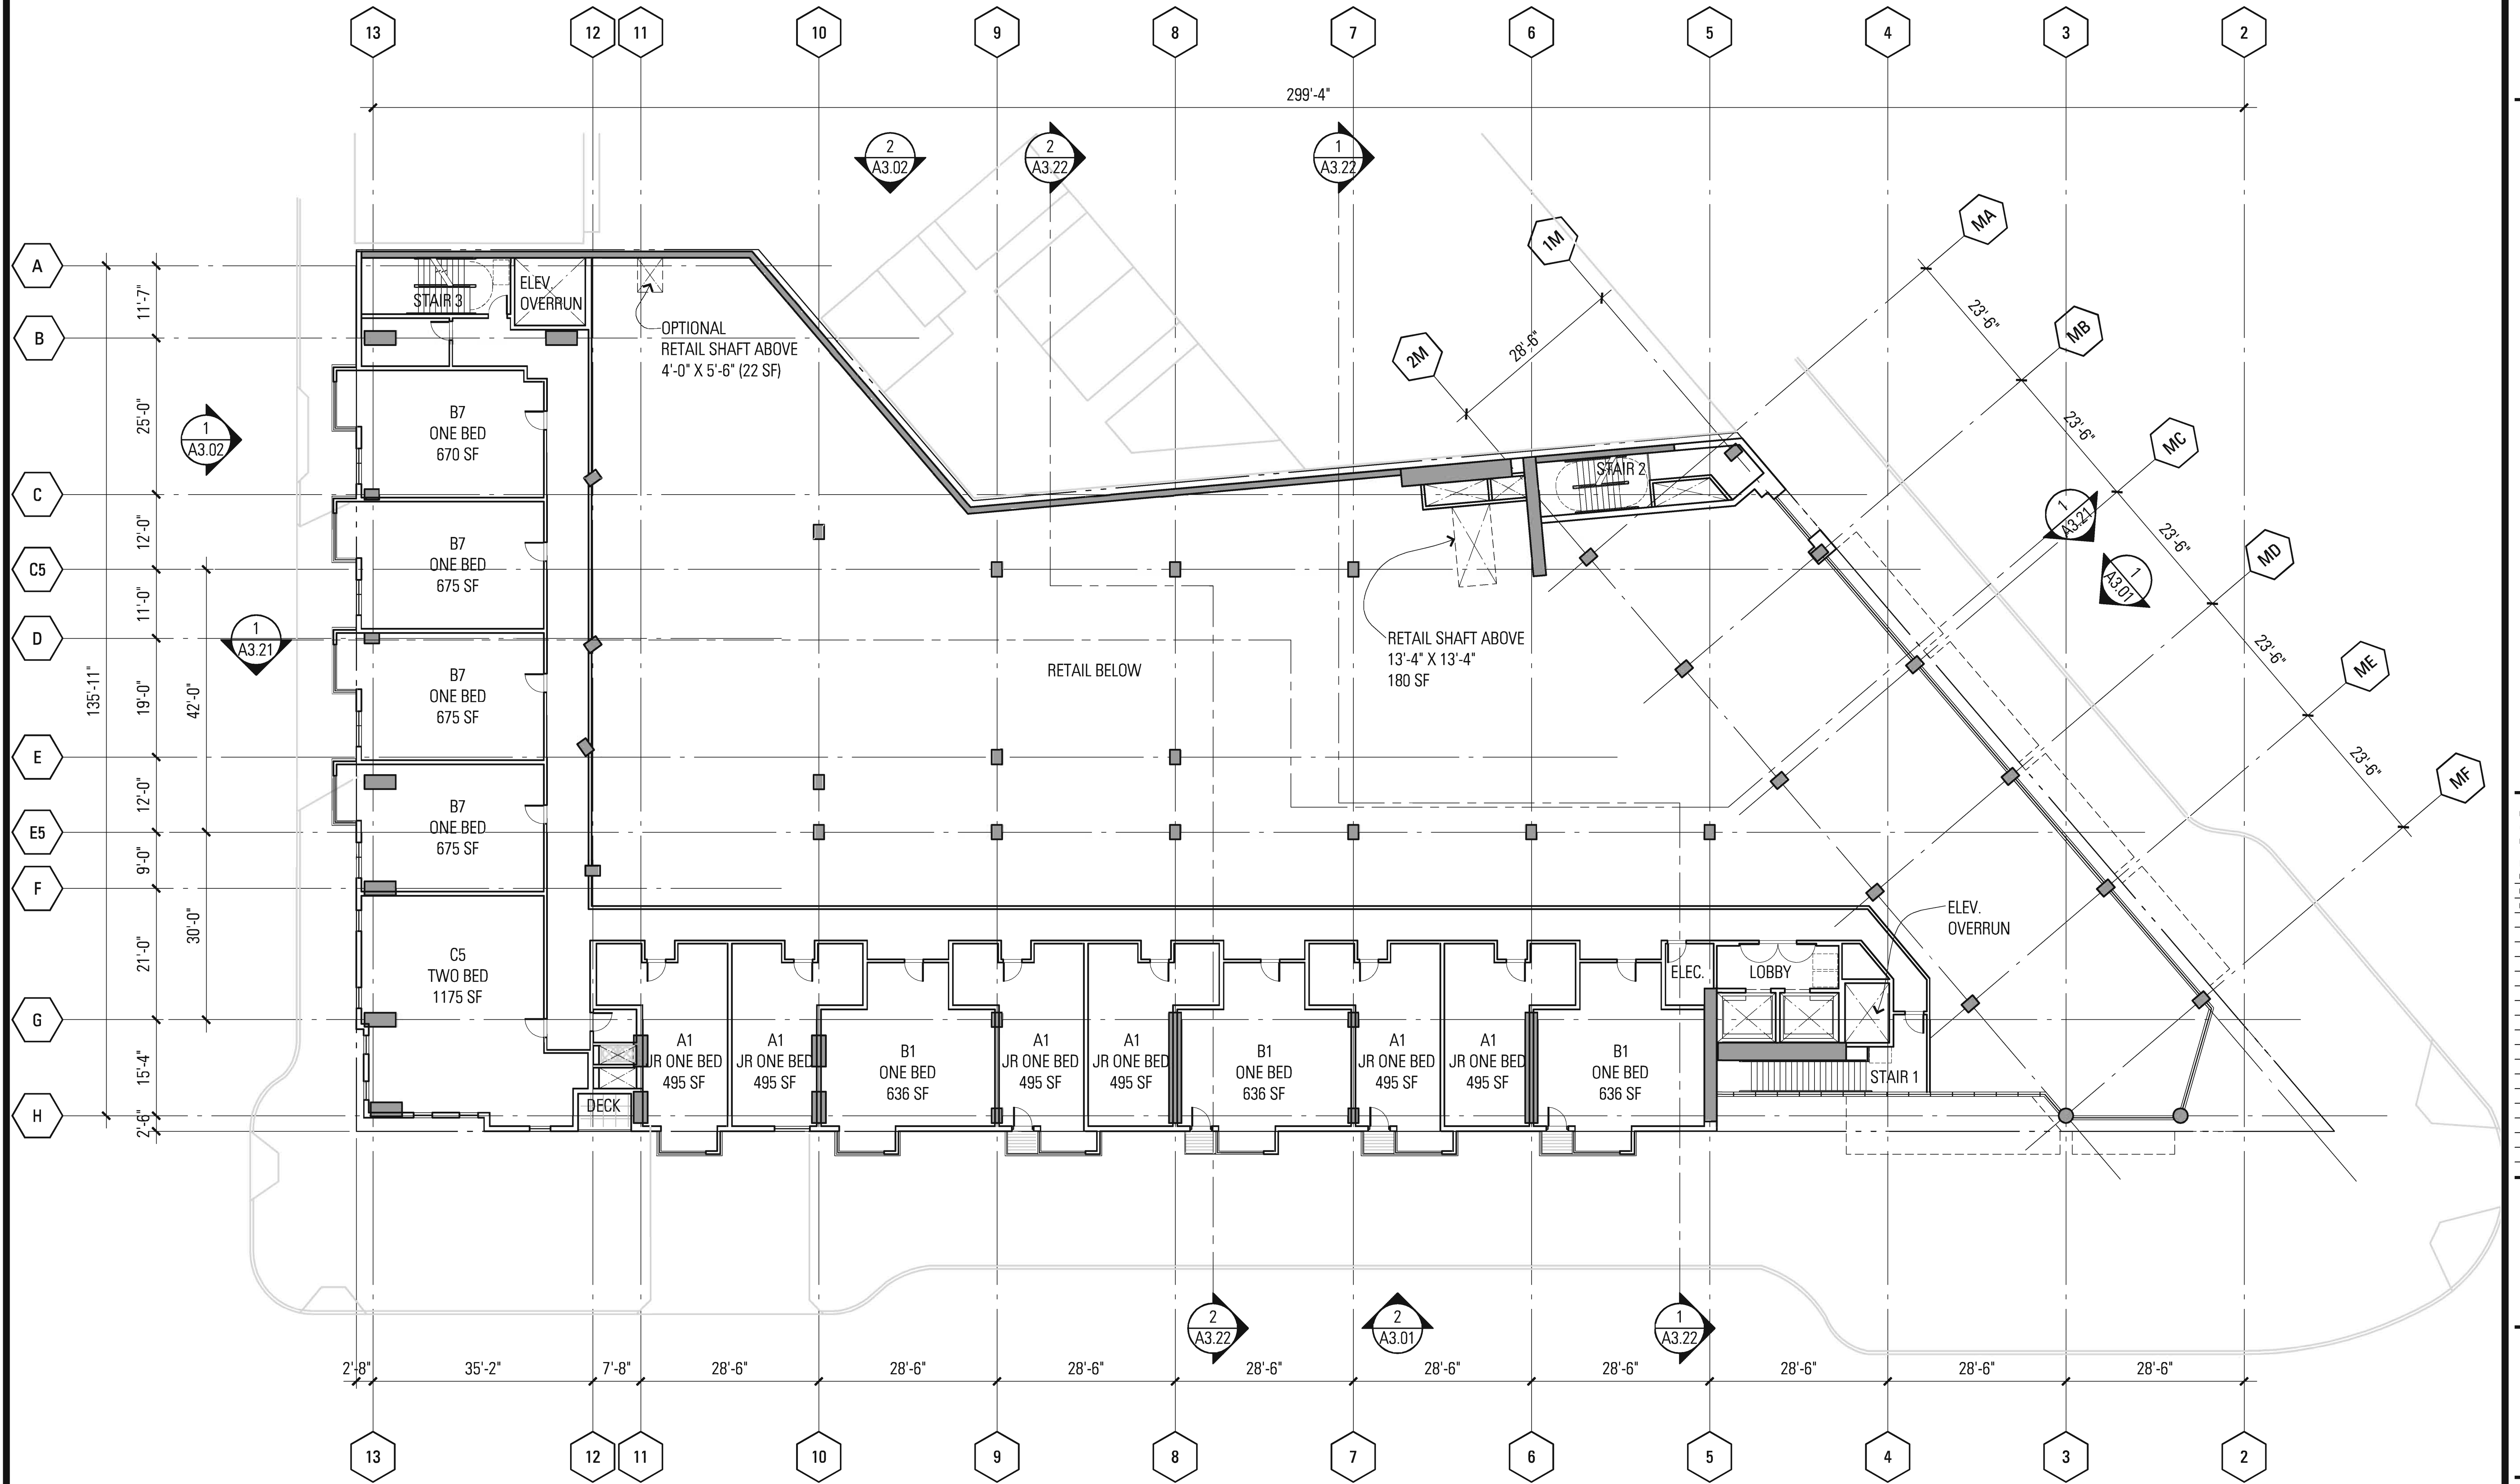 13
12
11
10
9
8
7
6
5
4
3
2
299'-4"
2
A3.02
2
A3.22
1
A3.22
1M
2M
28'-6"
MA
MB
MC
MD
ME
MF
23'-6"
23'-6"
23'-6"
23'-6"
23'-6"
A
B
C
C5
D
E
E5
F
G
H
11'-7"
25'-0"
12'-0"
11'-0"
19'-0"
12'-0"
9'-0"
21'-0"
15'-4"
2'-6"
135'-11"
42'-0"
30'-0"
1
A3.02
1
A3.21
1
A3.21
1
A3.01
STAIR 3
ELEV.
OVERRUN
OPTIONAL
RETAIL SHAFT ABOVE
4'-0" X 5'-6" (22 SF)
STAIR 2
RETAIL SHAFT ABOVE
13'-4" X 13'-4"
180 SF
RETAIL BELOW
B7
ONE BED
670 SF
B7
ONE BED
675 SF
B7
ONE BED
675 SF
B7
ONE BED
675 SF
C5
TWO BED
1175 SF
DECK
A1
JR ONE BED
495 SF
A1
JR ONE BED
495 SF
B1
ONE BED
636 SF
A1
JR ONE BED
495 SF
A1
JR ONE BED
495 SF
B1
ONE BED
636 SF
A1
JR ONE BED
495 SF
A1
JR ONE BED
495 SF
B1
ONE BED
636 SF
ELEC.
LOBBY
ELEV.
OVERRUN
STAIR 1
2
A3.22
2
A3.01
1
A3.22
2'-8"
35'-2"
7'-8"
28'-6"
28'-6"
28'-6"
28'-6"
28'-6"
28'-6"
28'-6"
28'-6"
28'-6"
13
12
11
10
9
8
7
6
5
4
3
2